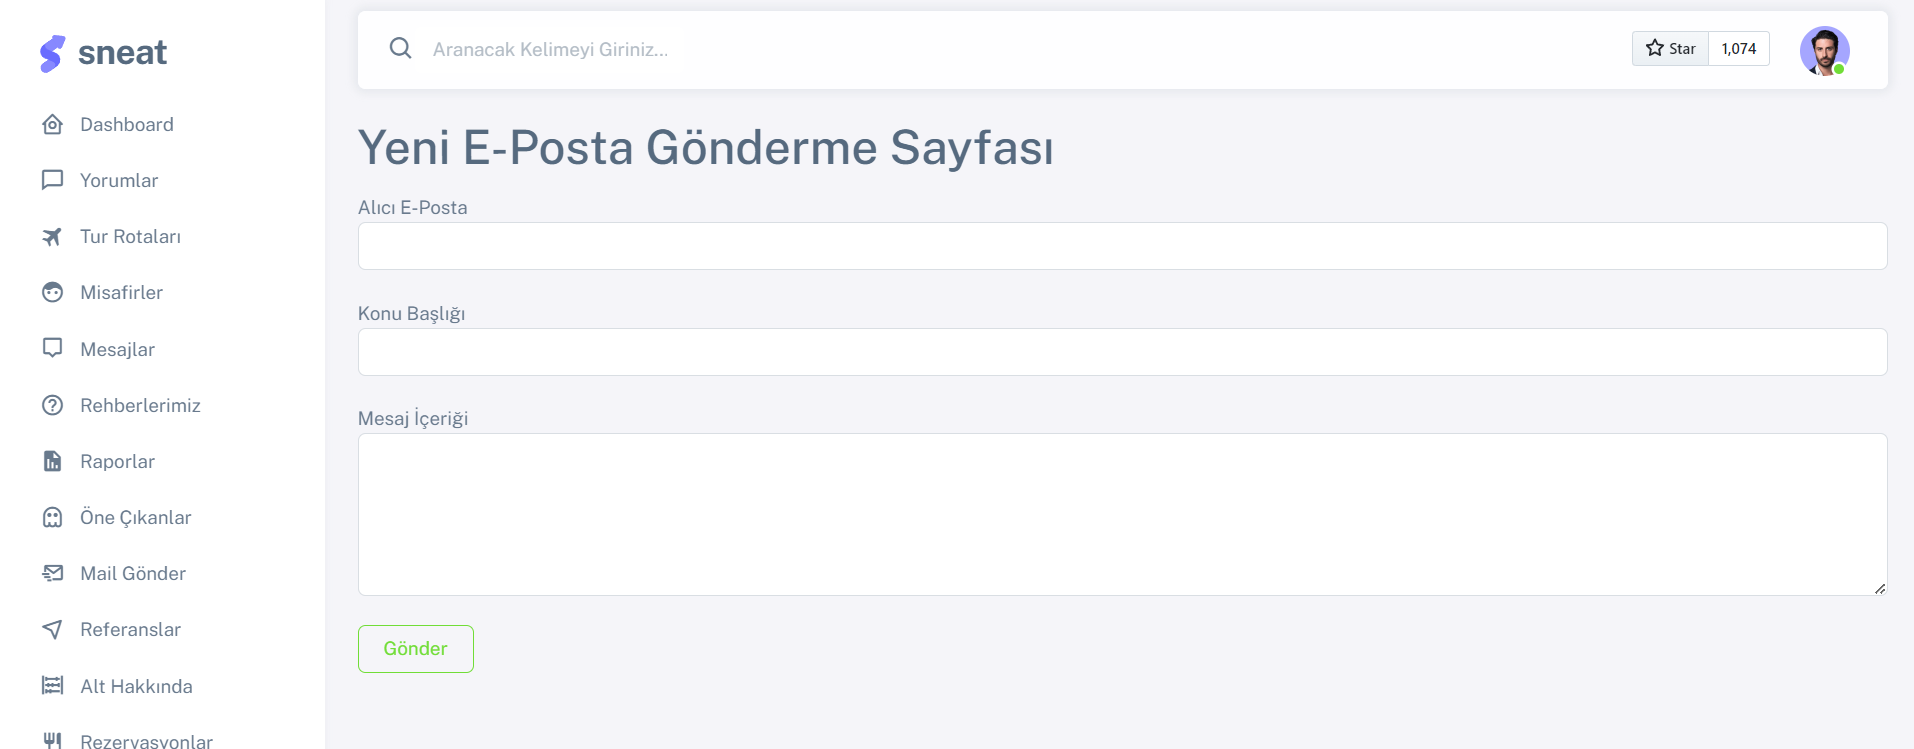 sneat
Dashboard
Yorumlar
Tur Rotaları
Misafirler
Mesajlar
Rehberlerimiz
Raporlar
Öne Çıkanlar
Mail Gönder
Referanslar
Alt Hakkında
Rezervasyonlar
Aranacak Kelimeyi Giriniz...
Star 1,074
Yeni E-Posta Gönderme Sayfası
Alıcı E-Posta
Konu Başlığı
Mesaj İçeriği
Gönder